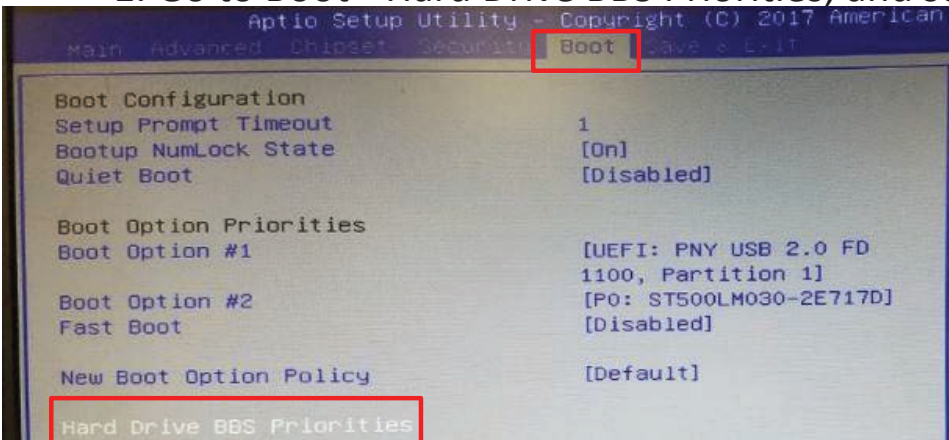 Aptio Setup Utility - Copyright (C) 2017 American
Main Advanced Chipset Security Boot Save & Exit
Boot Configuration
Setup Prompt Timeout 1
Bootup NumLock State [On]
Quiet Boot [Disabled]
Boot Option Priorities
Boot Option #1 [UEFI: PNY USB 2.0 FD
1100, Partition 1]
Boot Option #2 [P0: ST500LM030-2E717D]
Fast Boot [Disabled]
New Boot Option Policy [Default]
Hard Drive BBS Priorities